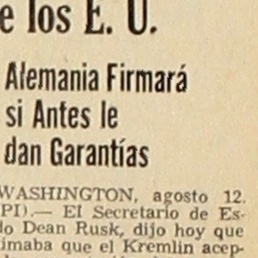 e los E. U.
Alemania Firmará
si Antes le
dan Garantías
WASHINGTON, agosto 12.
PI).— El Secretario de Es-
do Dean Rusk, dijo hoy que
timaba que el Kremlin acep-